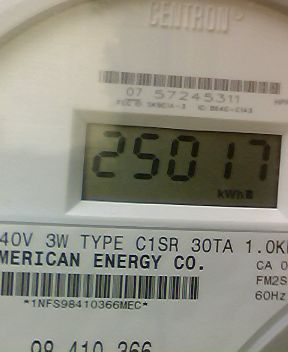 CENTRON
07 57245311
25017
kWh
40V 3W TYPE C1SR 30TA 1.0K
MERICAN ENERGY CO.
CA 0
FM2S
*1NFS98410366MEC*
60Hz
98 410 366